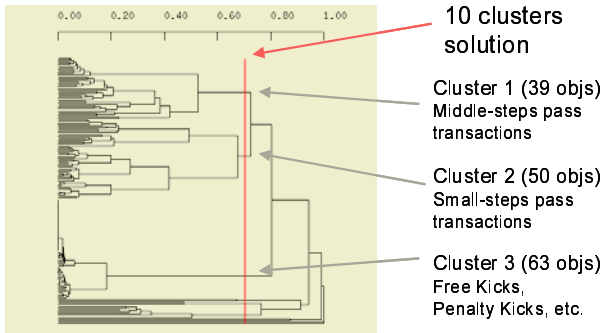 0.00 0.20 0.40 0.60 0.80 1.00
10 clusters
solution
Cluster 1 (39 objs)
Middle-steps pass
transactions
Cluster 2 (50 objs)
Small-steps pass
transactions
Cluster 3 (63 objs)
Free Kicks,
Penalty Kicks, etc.